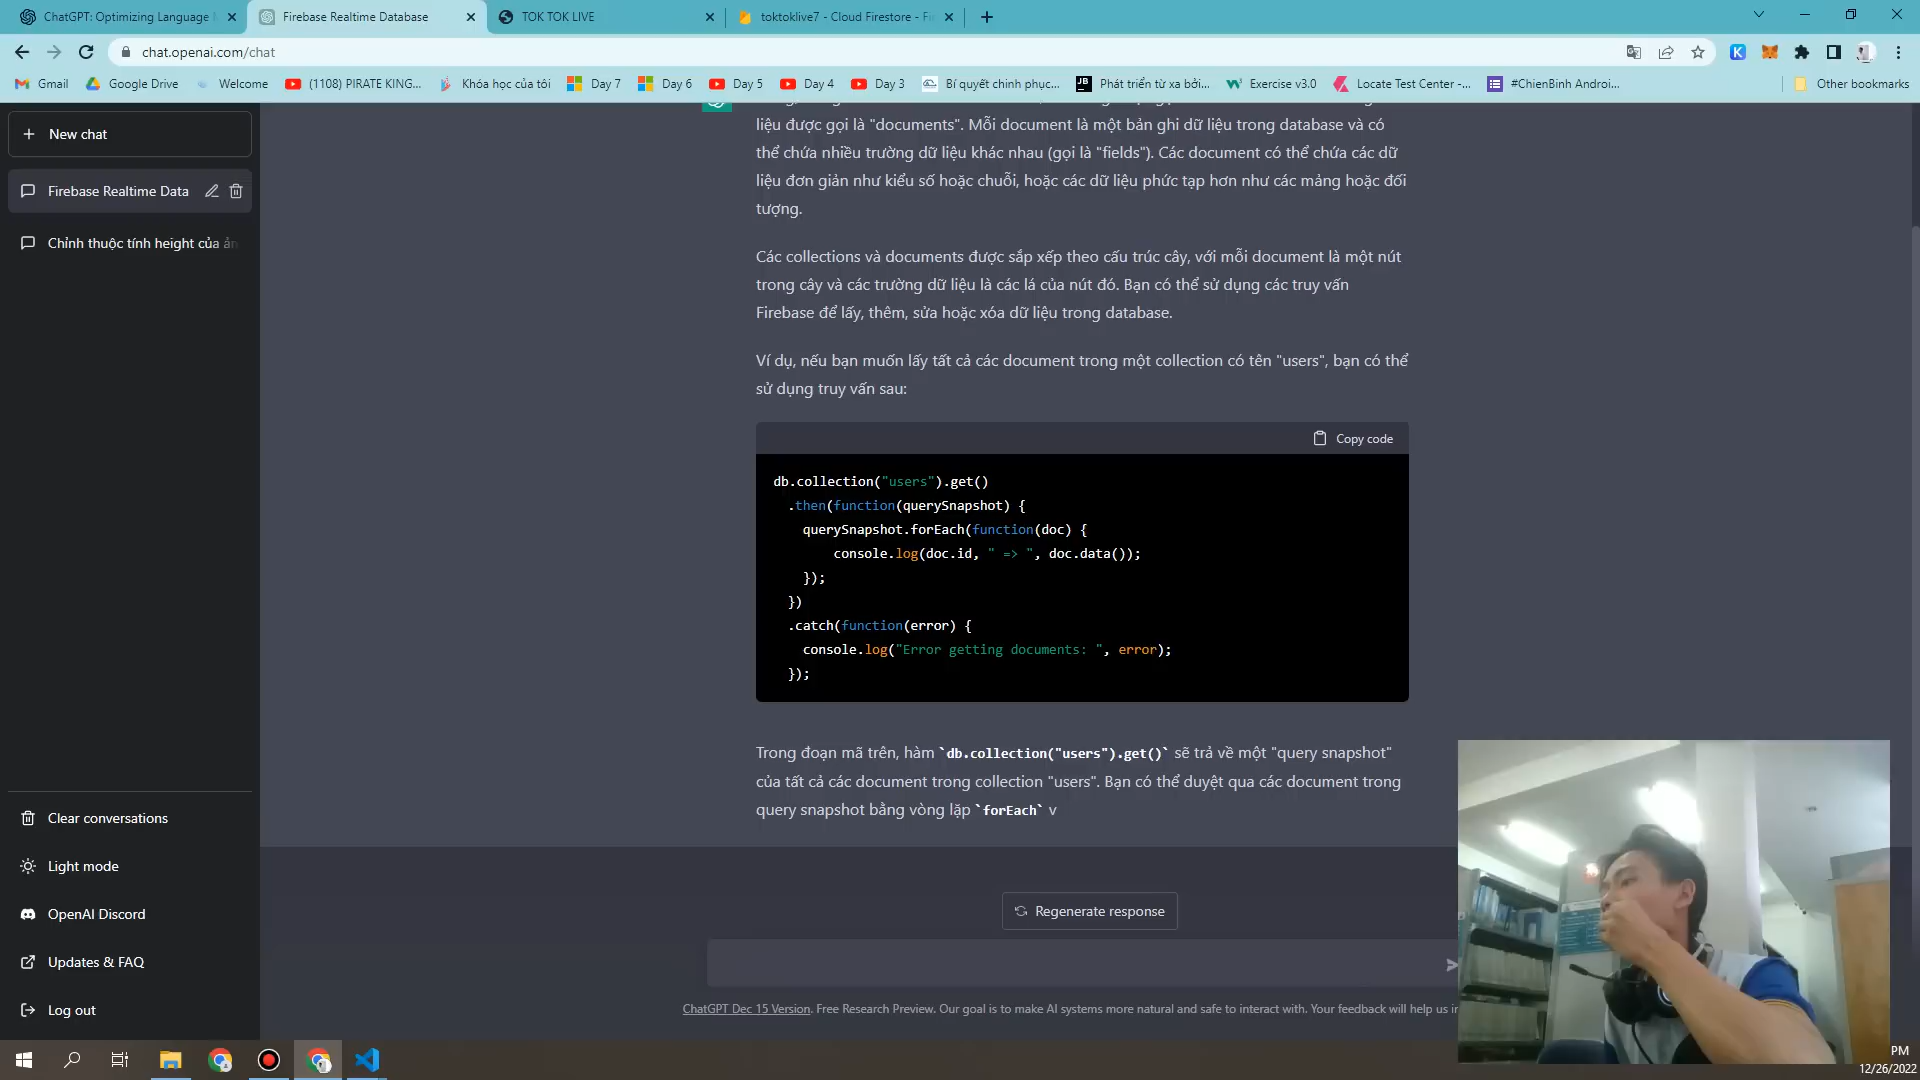 ChatGPT: Optimizing Language
Firebase Realtime Database
TOK TOK LIVE
toktoklive7 - Cloud Firestore - Fi
chat.openai.com/chat
Gmail
Google Drive
Welcome
(1108) PIRATE KING...
Khóa học của tôi
Day 7
Day 6
Day 5
Day 4
Day 3
Bí quyết chinh phục...
Phát triển từ xa bởi...
Exercise v3.0
Locate Test Center -...
#ChienBinh Androi...
Other bookmarks
New chat
Firebase Realtime Data
Chỉnh thuộc tính height của ản
liệu được gọi là "documents". Mỗi document là một bản ghi dữ liệu trong database và có
thể chứa nhiều trường dữ liệu khác nhau (gọi là "fields"). Các document có thể chứa các dữ
liệu đơn giản như kiểu số hoặc chuỗi, hoặc các dữ liệu phức tạp hơn như các mảng hoặc đối
tượng.
Các collections và documents được sắp xếp theo cấu trúc cây, với mỗi document là một nút
trong cây và các trường dữ liệu là các lá của nút đó. Bạn có thể sử dụng các truy vấn
Firebase để lấy, thêm, sửa hoặc xóa dữ liệu trong database.
Ví dụ, nếu bạn muốn lấy tất cả các document trong một collection có tên "users", bạn có thể
sử dụng truy vấn sau:
Copy code
db.collection("users").get()
.then(function(querySnapshot) {
querySnapshot.forEach(function(doc) {
console.log(doc.id, " => ", doc.data());
});
})
.catch(function(error) {
console.log("Error getting documents: ", error);
});
Trong đoạn mã trên, hàm `db.collection("users").get()` sẽ trả về một "query snapshot"
của tất cả các document trong collection "users". Bạn có thể duyệt qua các document trong
query snapshot bằng vòng lặp `forEach` v
Regenerate response
ChatGPT Dec 15 Version. Free Research Preview. Our goal is to make AI systems more natural and safe to interact with. Your feedback will help us i
Clear conversations
Light mode
OpenAI Discord
Updates & FAQ
Log out
PM
12/26/2022